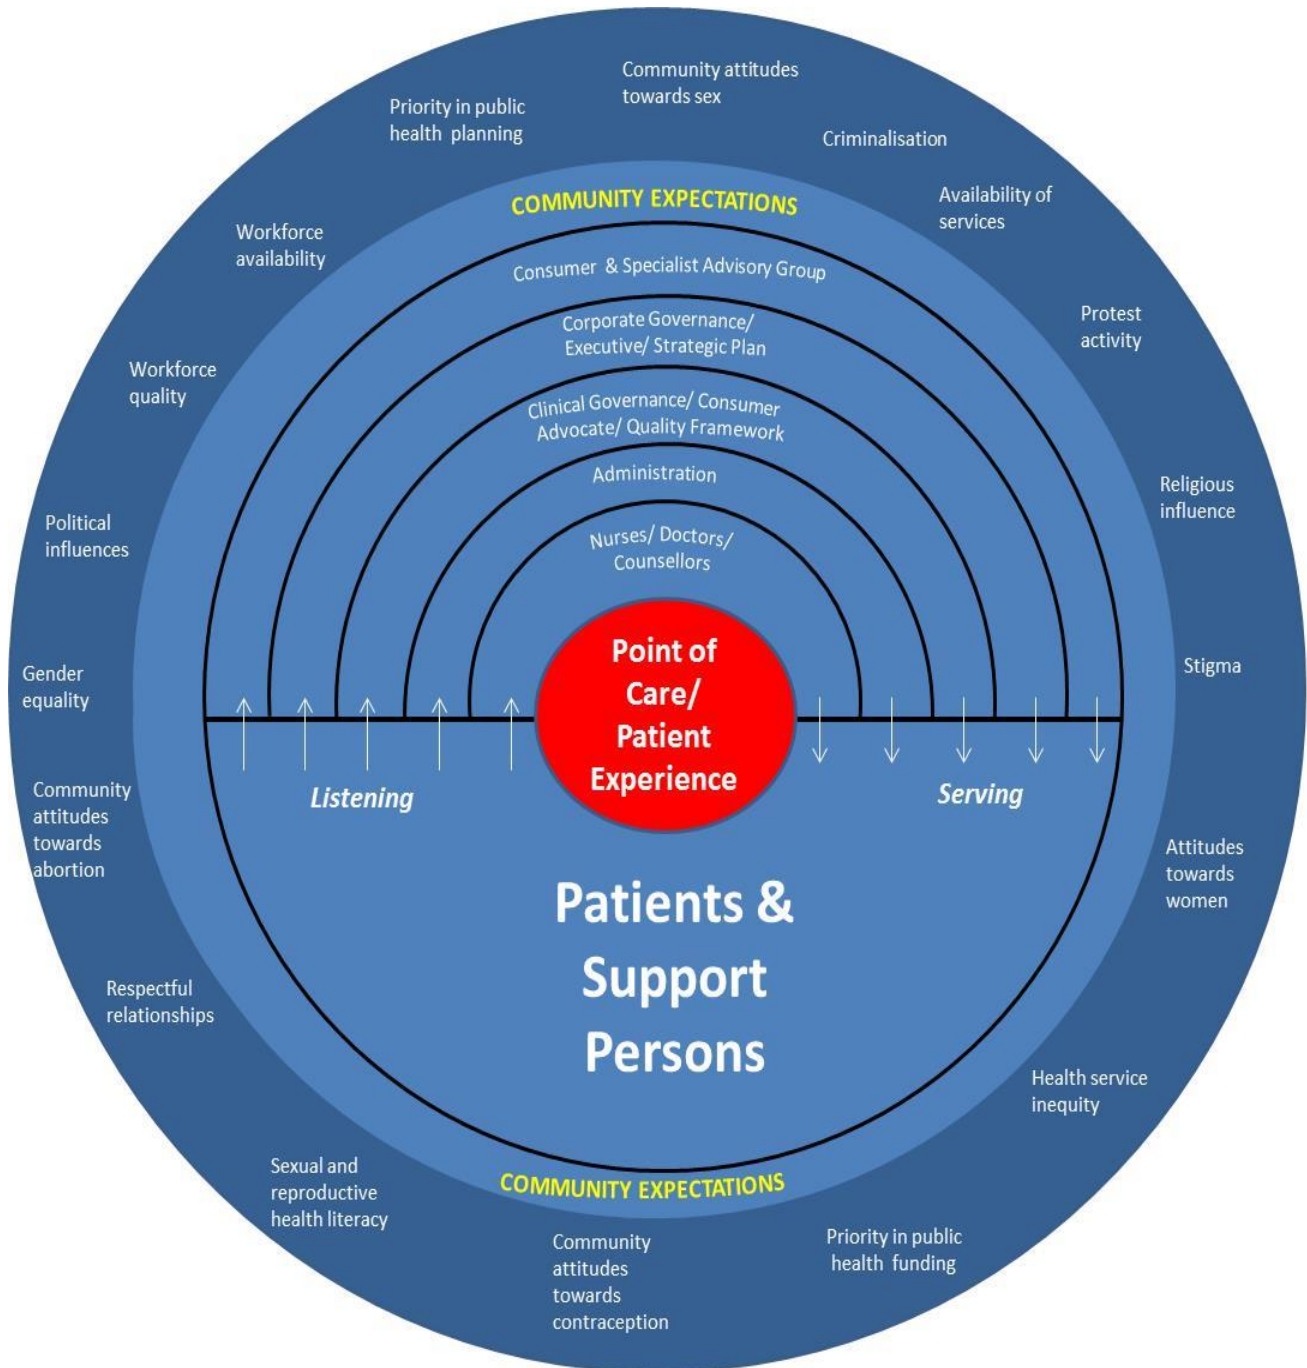 Community attitudes
towards sex
Priority in public
health planning
Criminalisation
COMMUNITY EXPECTATIONS
Availability of
services
Workforce
availability
Consumer & Specialist Advisory Group
Corporate Governance/
Executive/ Strategic Plan
Protest
activity
Workforce
quality
Clinical Governance/ Consumer
Advocate/ Quality Framework
Administration
Religious
influence
Political
influences
Nurses/ Doctors/
Counsellors
Point of
Care/
Patient
Experience
Gender
equality
Stigma
Listening
Serving
Community
attitudes
towards
abortion
Attitudes
towards
women
Patients &
Support
Persons
Respectful
relationships
Health service
inequity
Sexual and
reproductive
health literacy
COMMUNITY EXPECTATIONS
Community
attitudes
towards
contraception
Priority in public
health funding